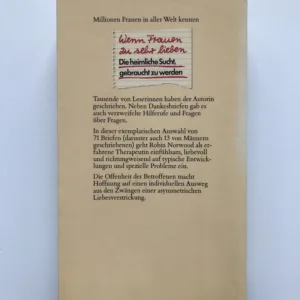 Millionen Frauen in aller Welt kennen
Wenn Frauen
zu sehr lieben
Die heimliche Sucht,
gebraucht zu werden
Tausende von Leserinnen haben der Autorin
geschrieben. Neben Dankesbriefen gab es
auch verzweifelte Hilferufe und Fragen
über Fragen.
In dieser exemplarischen Auswahl von
71 Briefen (darunter auch 13 von Männern
geschriebenen) geht Robin Norwood als er-
fahrene Therapeutin einfühlsam, liebevoll
und richtungweisend auf typische Entwick-
lungen und spezielle Probleme ein.
Die Offenheit der Betroffenen macht
Hoffnung auf einen individuellen Ausweg
aus den Zwängen einer asymmetrischen
Liebesverstrickung.